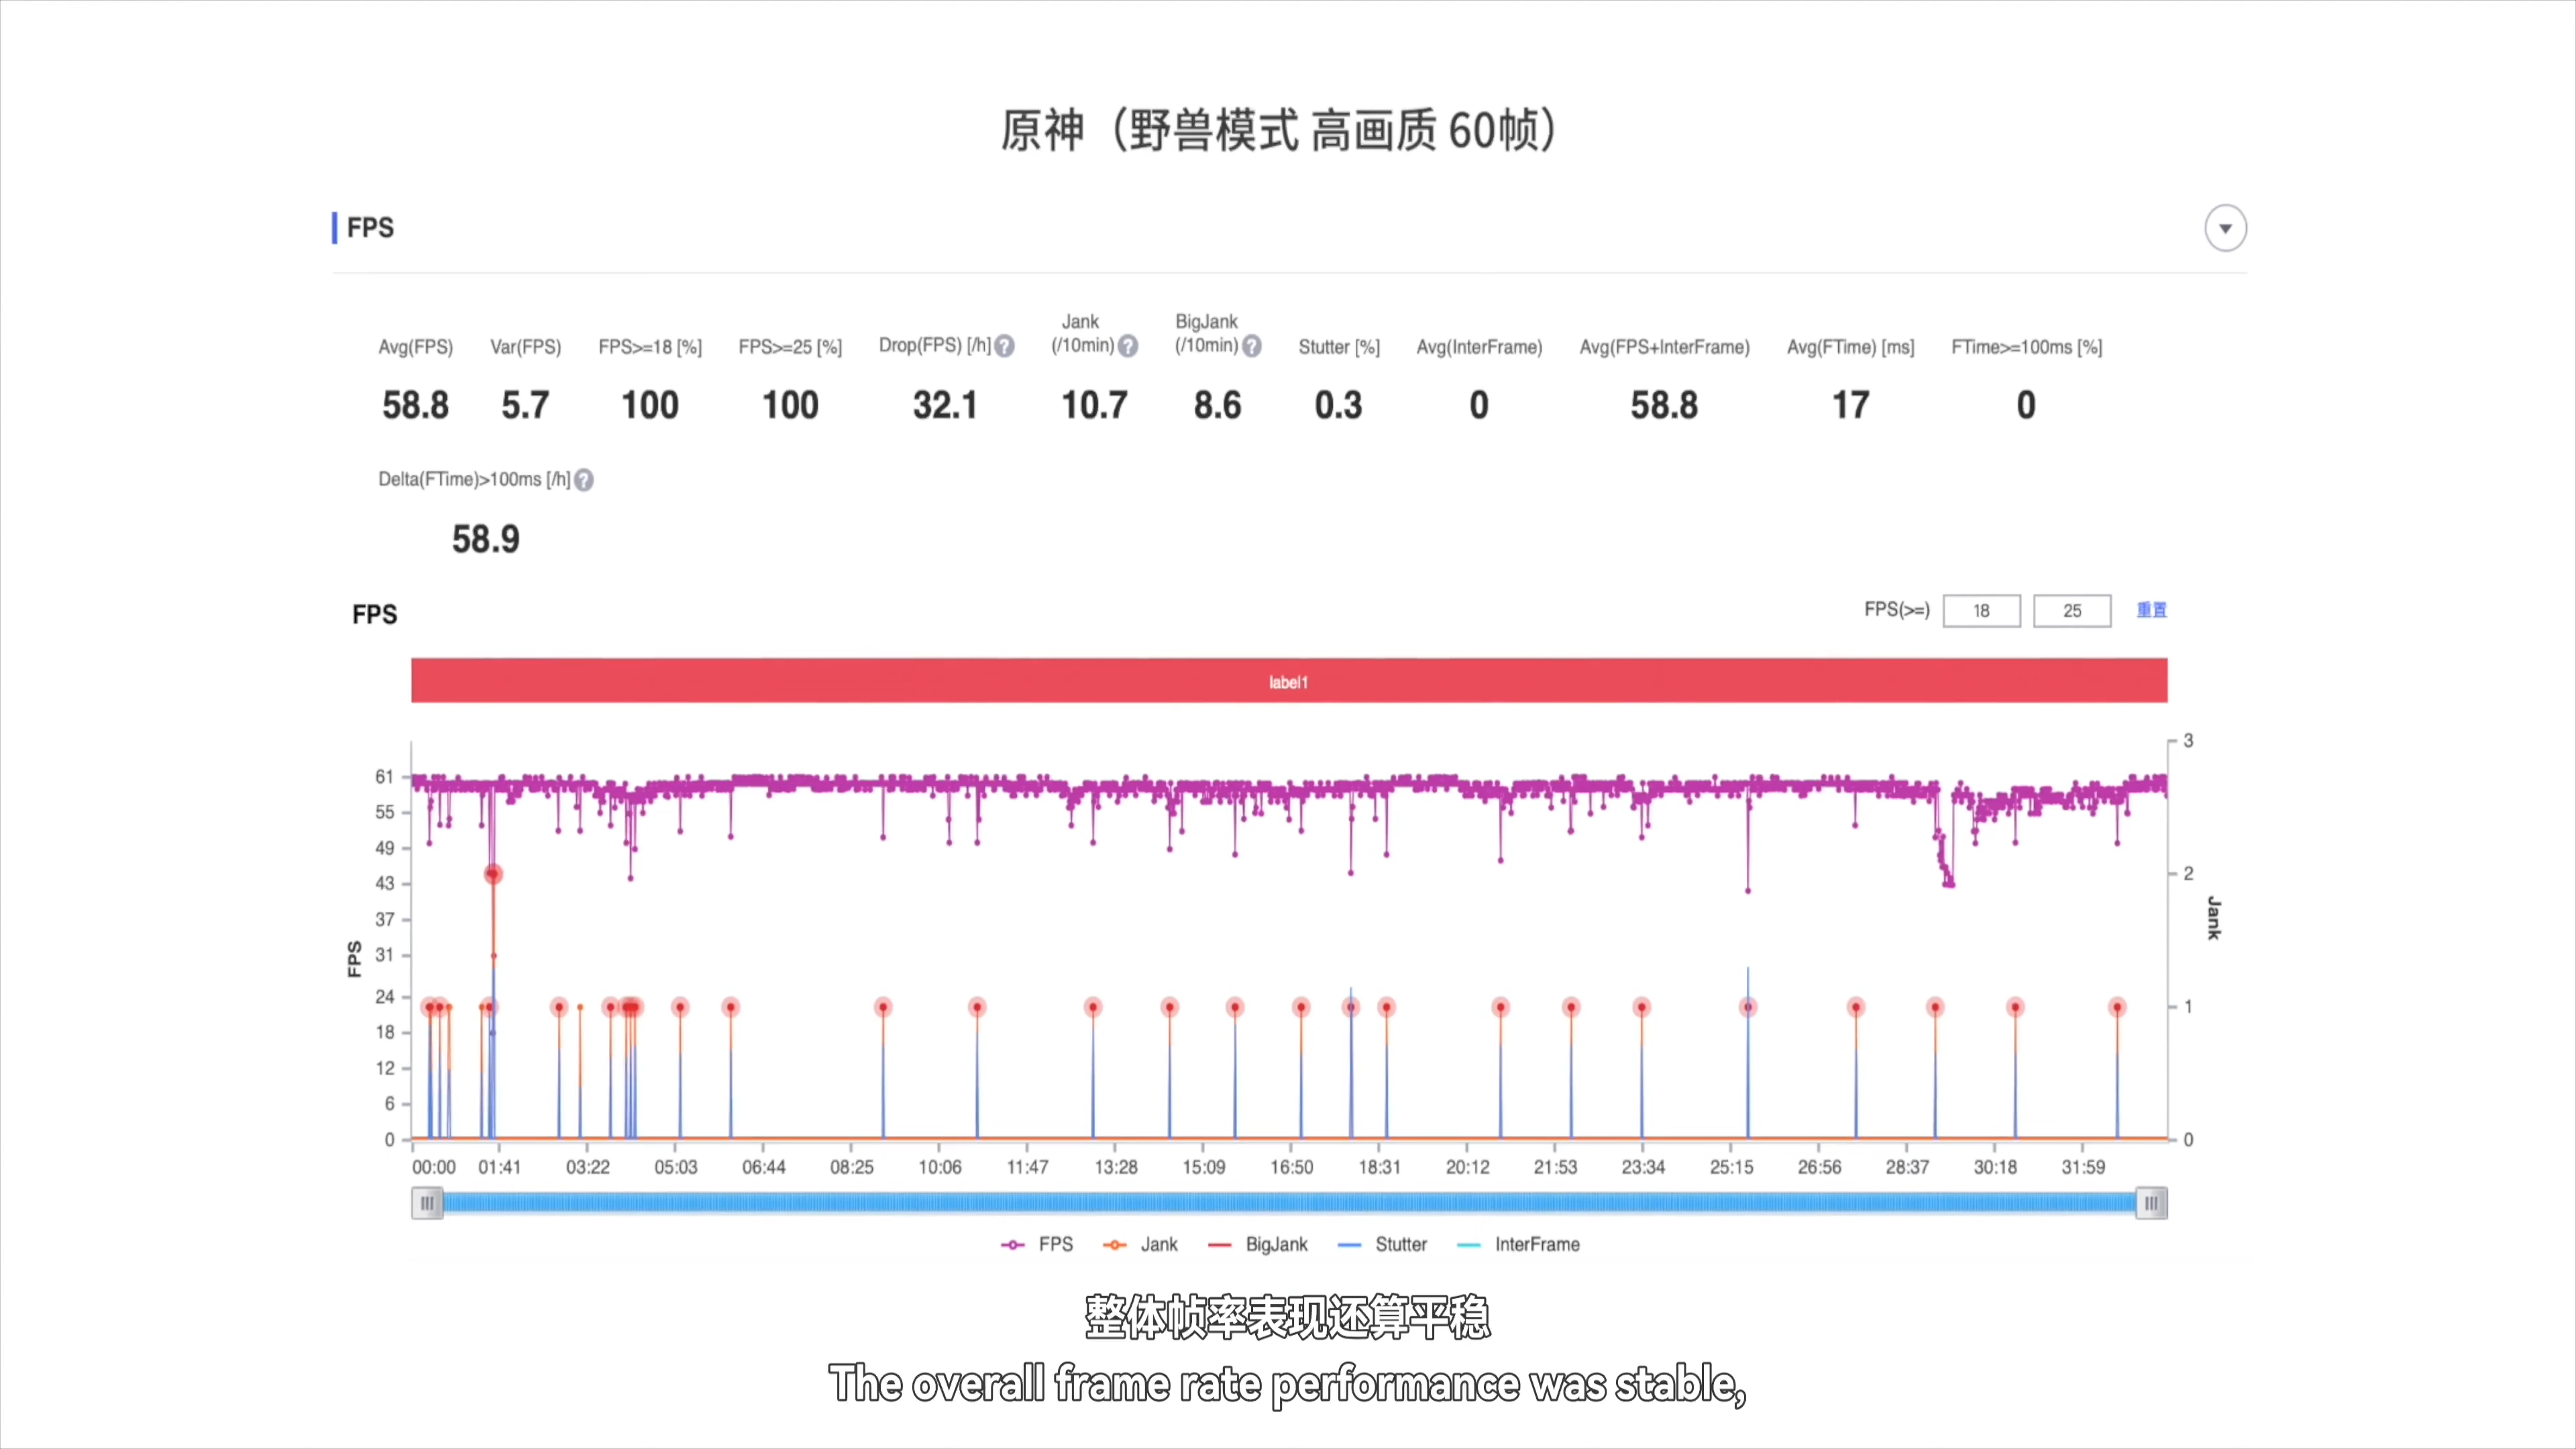 原神（野兽模式 高画质 60帧）
FPS
Avg(FPS) Var(FPS) FPS>=18 [%] FPS>=25 [%] Drop(FPS) [/h] Jank (/10min) BigJank (/10min) Stutter [%] Avg(InterFrame) Avg(FPS+InterFrame) Avg(FTime) [ms] FTime>=100ms [%]
58.8 5.7 100 100 32.1 10.7 8.6 0.3 0 58.8 17 0
Delta(FTime)>100ms [/h]
58.9
FPS
FPS(>=) 18 25 重置
label1
61
55
49
43
37
31
24
18
12
6
0
FPS
3
2
1
0
Jank
00:00 01:41 03:22 05:03 06:44 08:25 10:06 11:47 13:28 15:09 16:50 18:31 20:12 21:53 23:34 25:15 26:56 28:37 30:18 31:59
FPS Jank BigJank Stutter InterFrame
整体帧率表现还算平稳
The overall frame rate performance was stable,